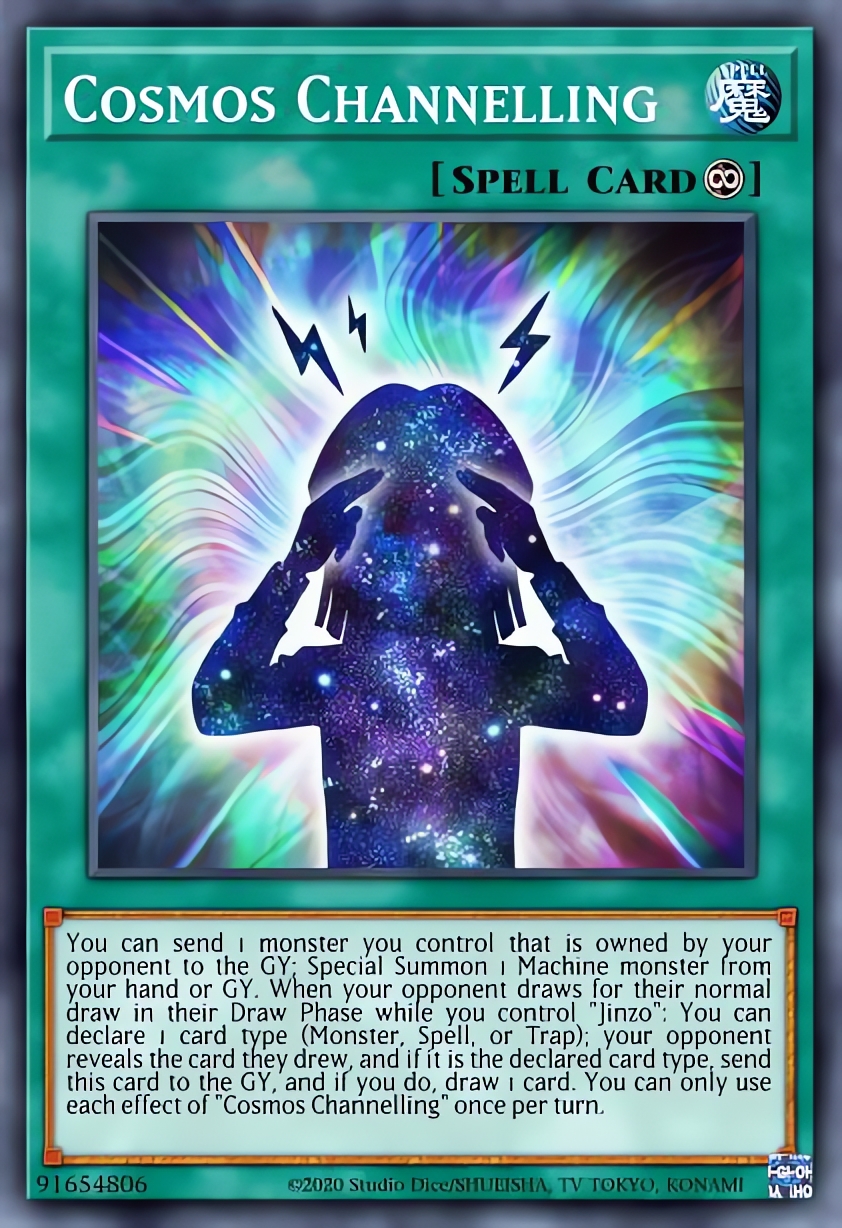 COSMOS CHANNELLING
魔
[SPELL CARD]
You can send 1 monster you control that is owned by your
opponent to the GY; Special Summon 1 Machine monster from
your hand or GY. When your opponent draws for their normal
draw in their Draw Phase while you control "Jinzo": You can
declare 1 card type (Monster, Spell, or Trap); your opponent
reveals the card they drew, and if it is the declared card type, send
this card to the GY, and if you do, draw 1 card. You can only use
each effect of "Cosmos Channelling" once per turn.
91654806
©2020 Studio Dice/SHUEISHA, TV TOKYO, KONAMI